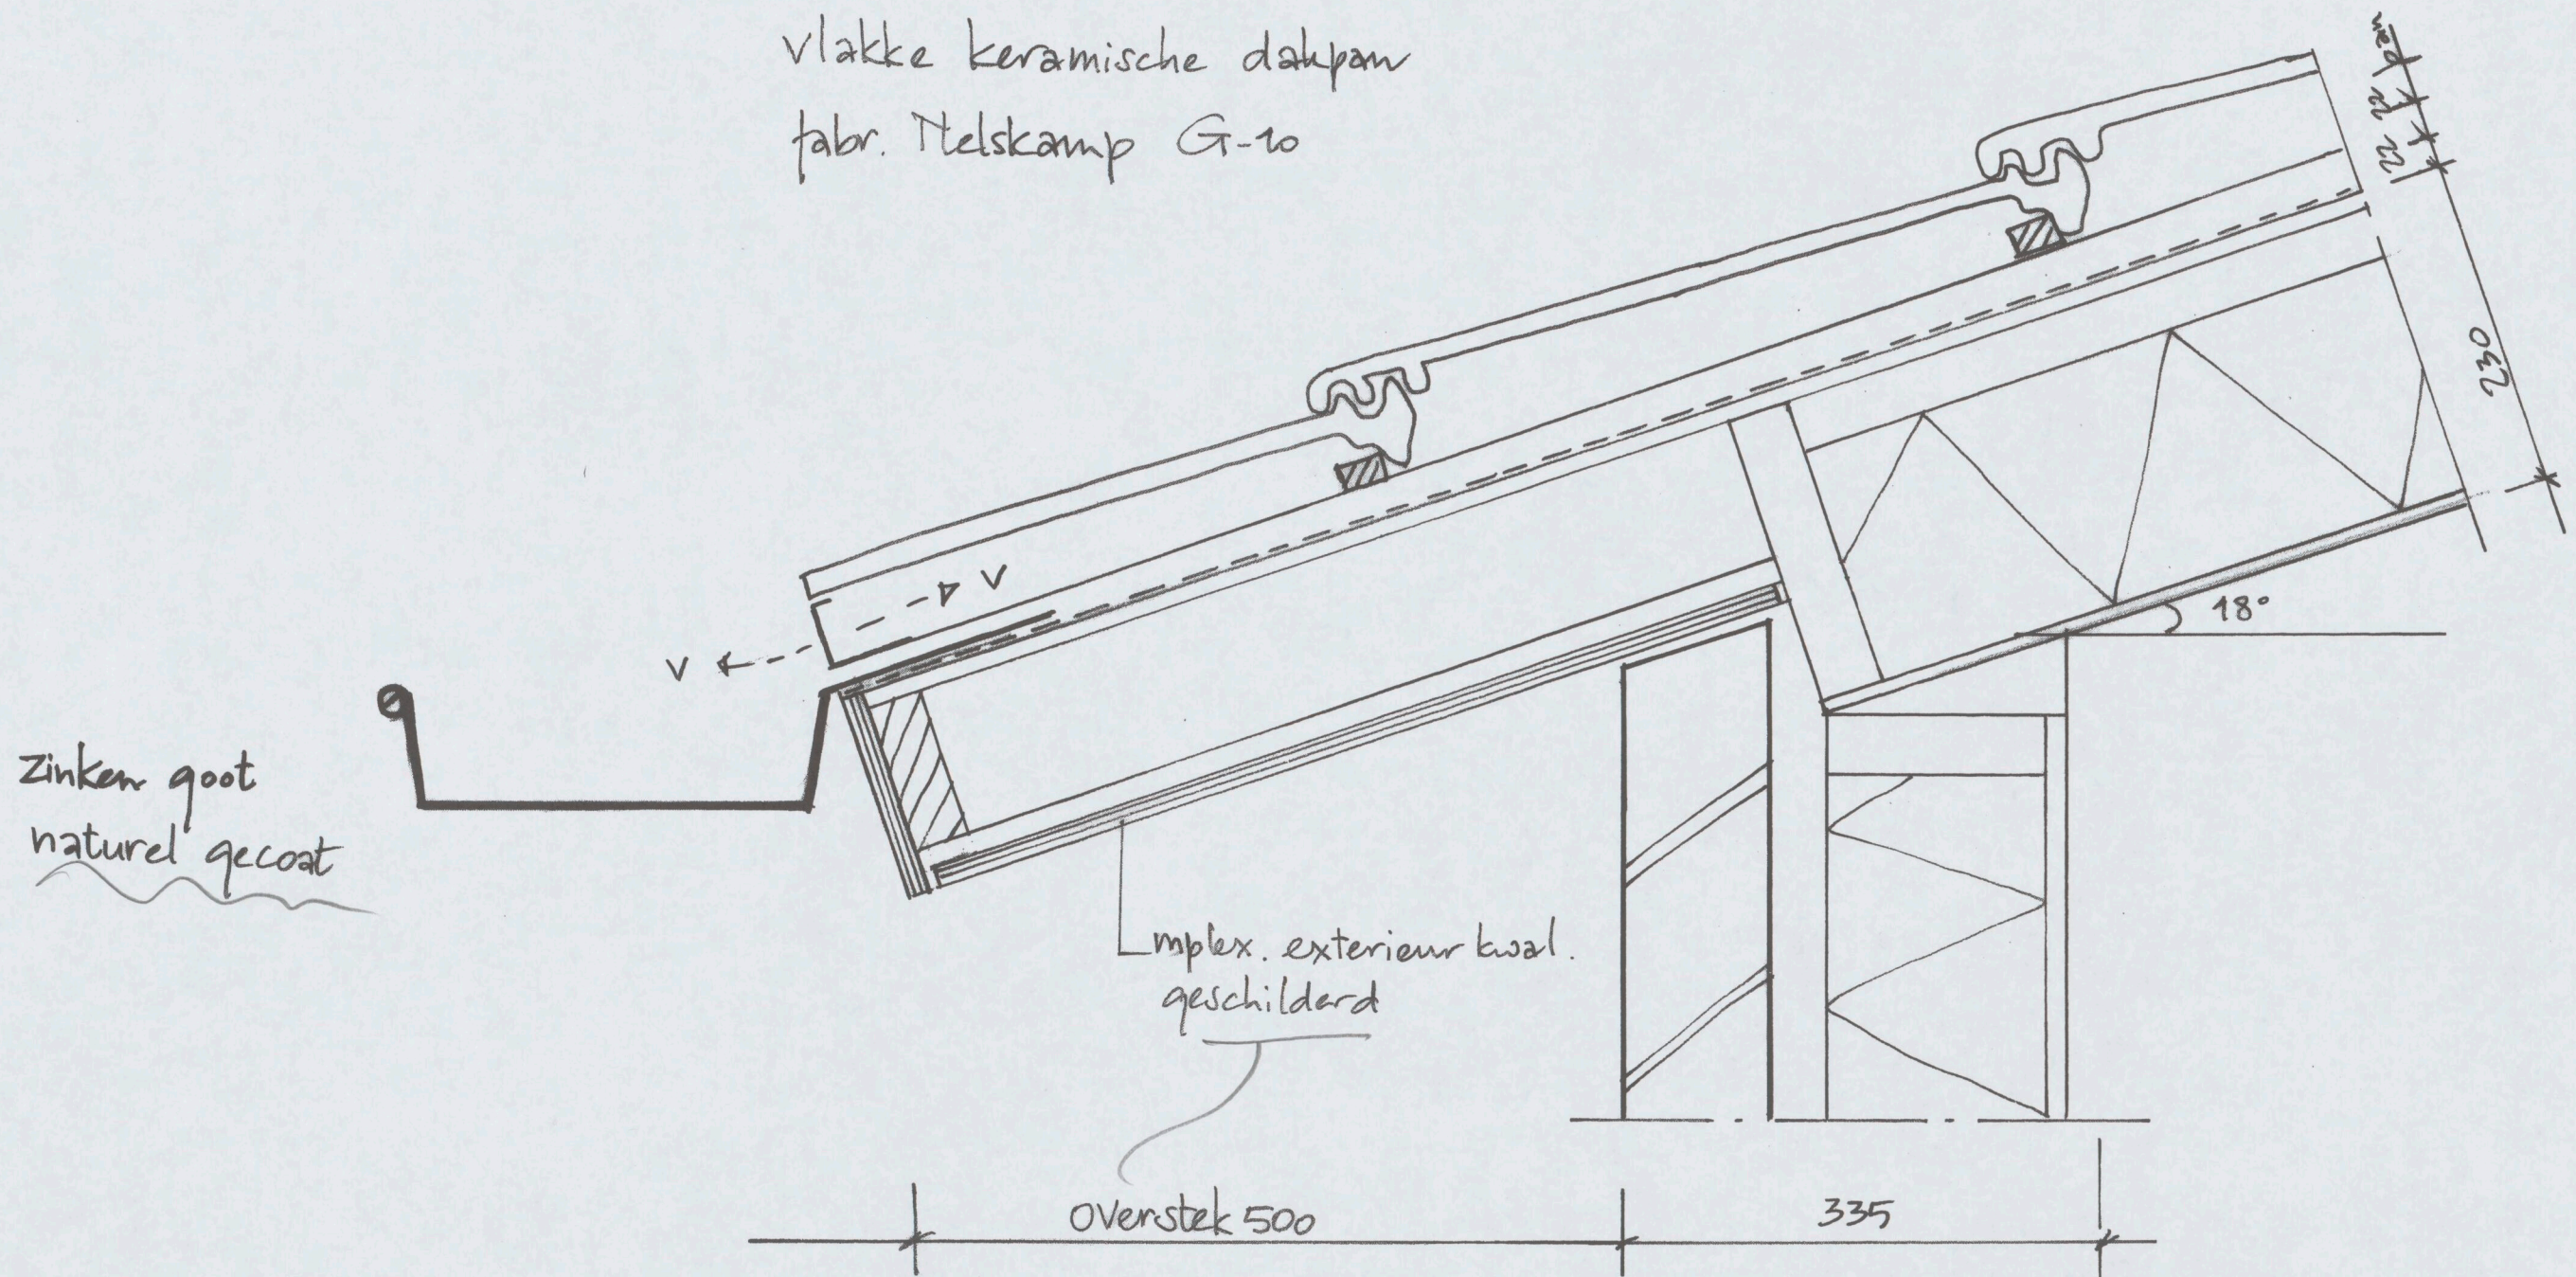 vlakke keramische dakpan
fabr. Nelskamp G-10
pan
22
22
230
18°
V
V
zinken goot
naturel gecoat
mplex. exterieur kwal.
geschilderd
overstek 500
335